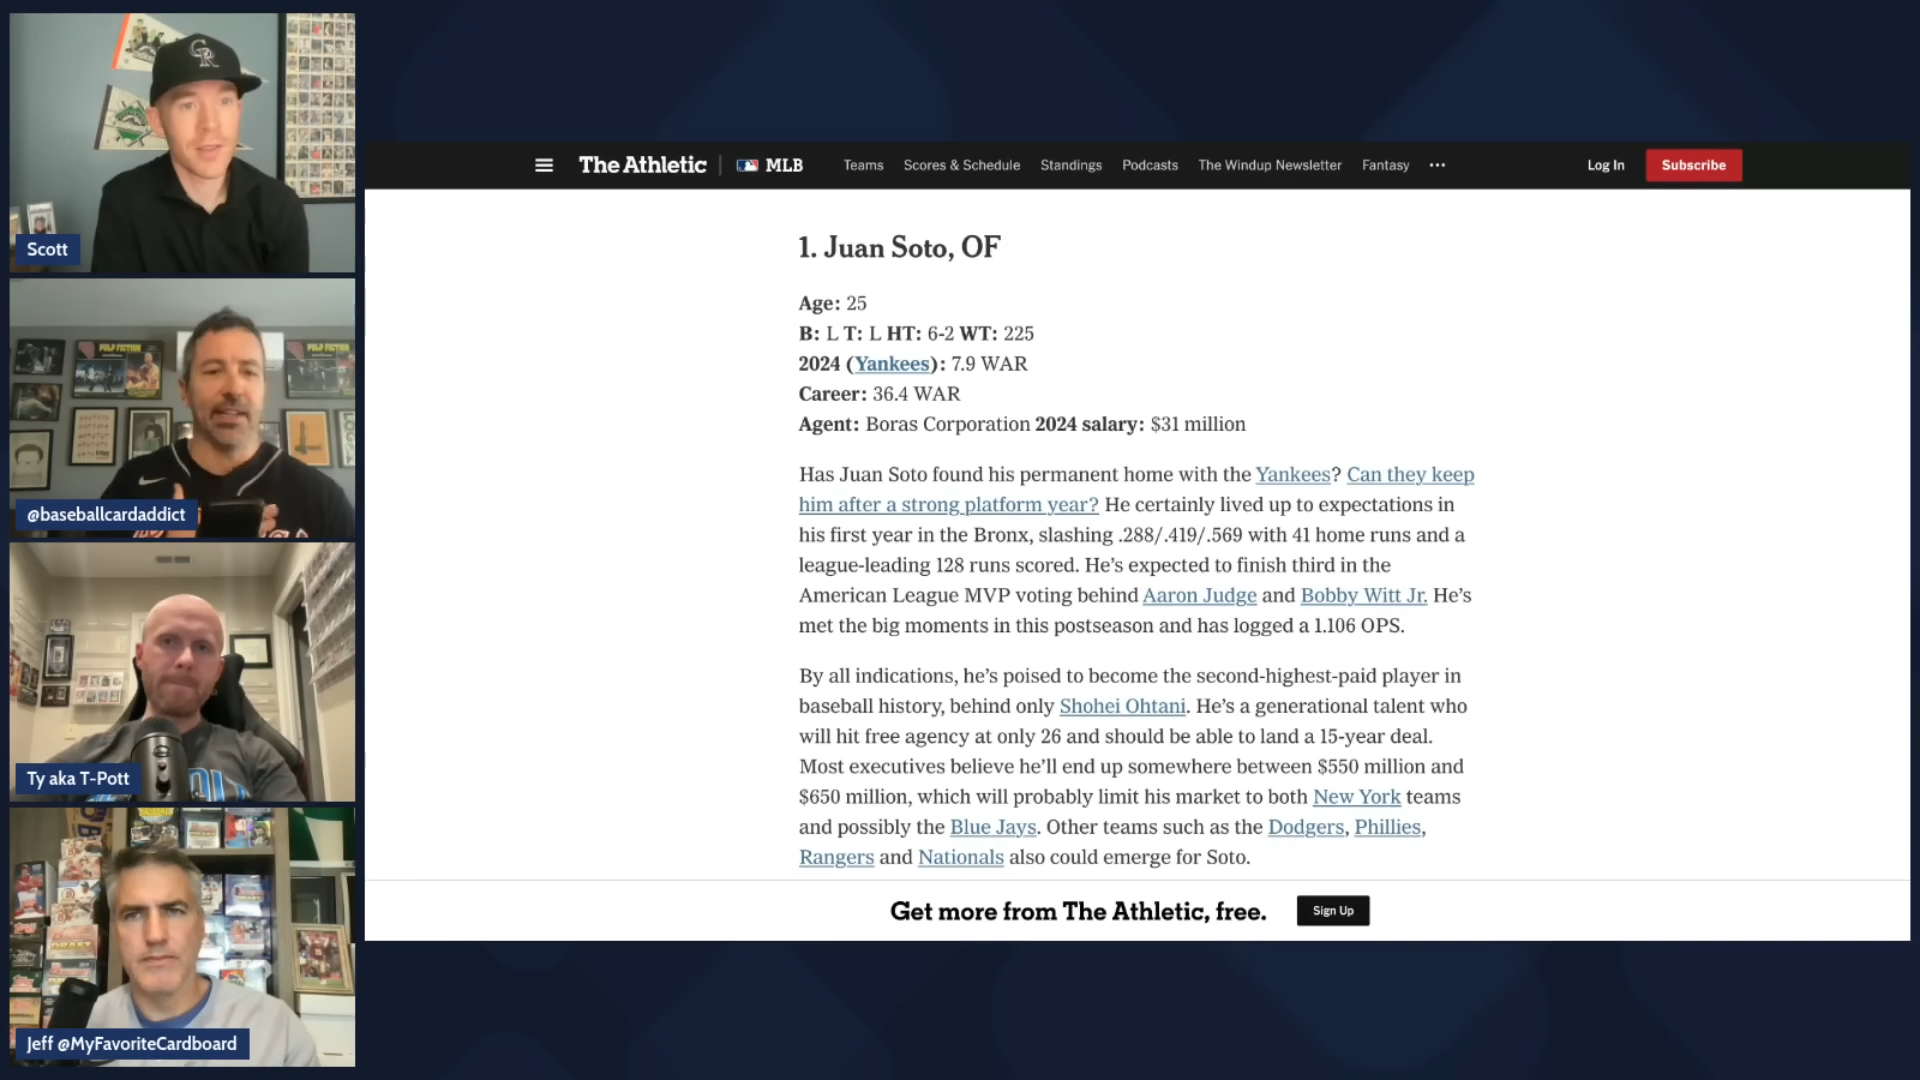 Scott
PULP FICTION
PULP FICTION
@baseballcardaddict
Ty aka T-Pott
Jeff @MyFavoriteCardboard
The Athletic | MLB Teams Scores & Schedule Standings Podcasts The Windup Newsletter Fantasy ··· Log In Subscribe
1. Juan Soto, OF
Age: 25
B: L T: L HT: 6-2 WT: 225
2024 (Yankees): 7.9 WAR
Career: 36.4 WAR
Agent: Boras Corporation 2024 salary: $31 million
Has Juan Soto found his permanent home with the Yankees? Can they keep
him after a strong platform year? He certainly lived up to expectations in
his first year in the Bronx, slashing .288/.419/.569 with 41 home runs and a
league-leading 128 runs scored. He's expected to finish third in the
American League MVP voting behind Aaron Judge and Bobby Witt Jr. He's
met the big moments in this postseason and has logged a 1.106 OPS.
By all indications, he's poised to become the second-highest-paid player in
baseball history, behind only Shohei Ohtani. He's a generational talent who
will hit free agency at only 26 and should be able to land a 15-year deal.
Most executives believe he'll end up somewhere between $550 million and
$650 million, which will probably limit his market to both New York teams
and possibly the Blue Jays. Other teams such as the Dodgers, Phillies,
Rangers and Nationals also could emerge for Soto.
Get more from The Athletic, free. Sign Up